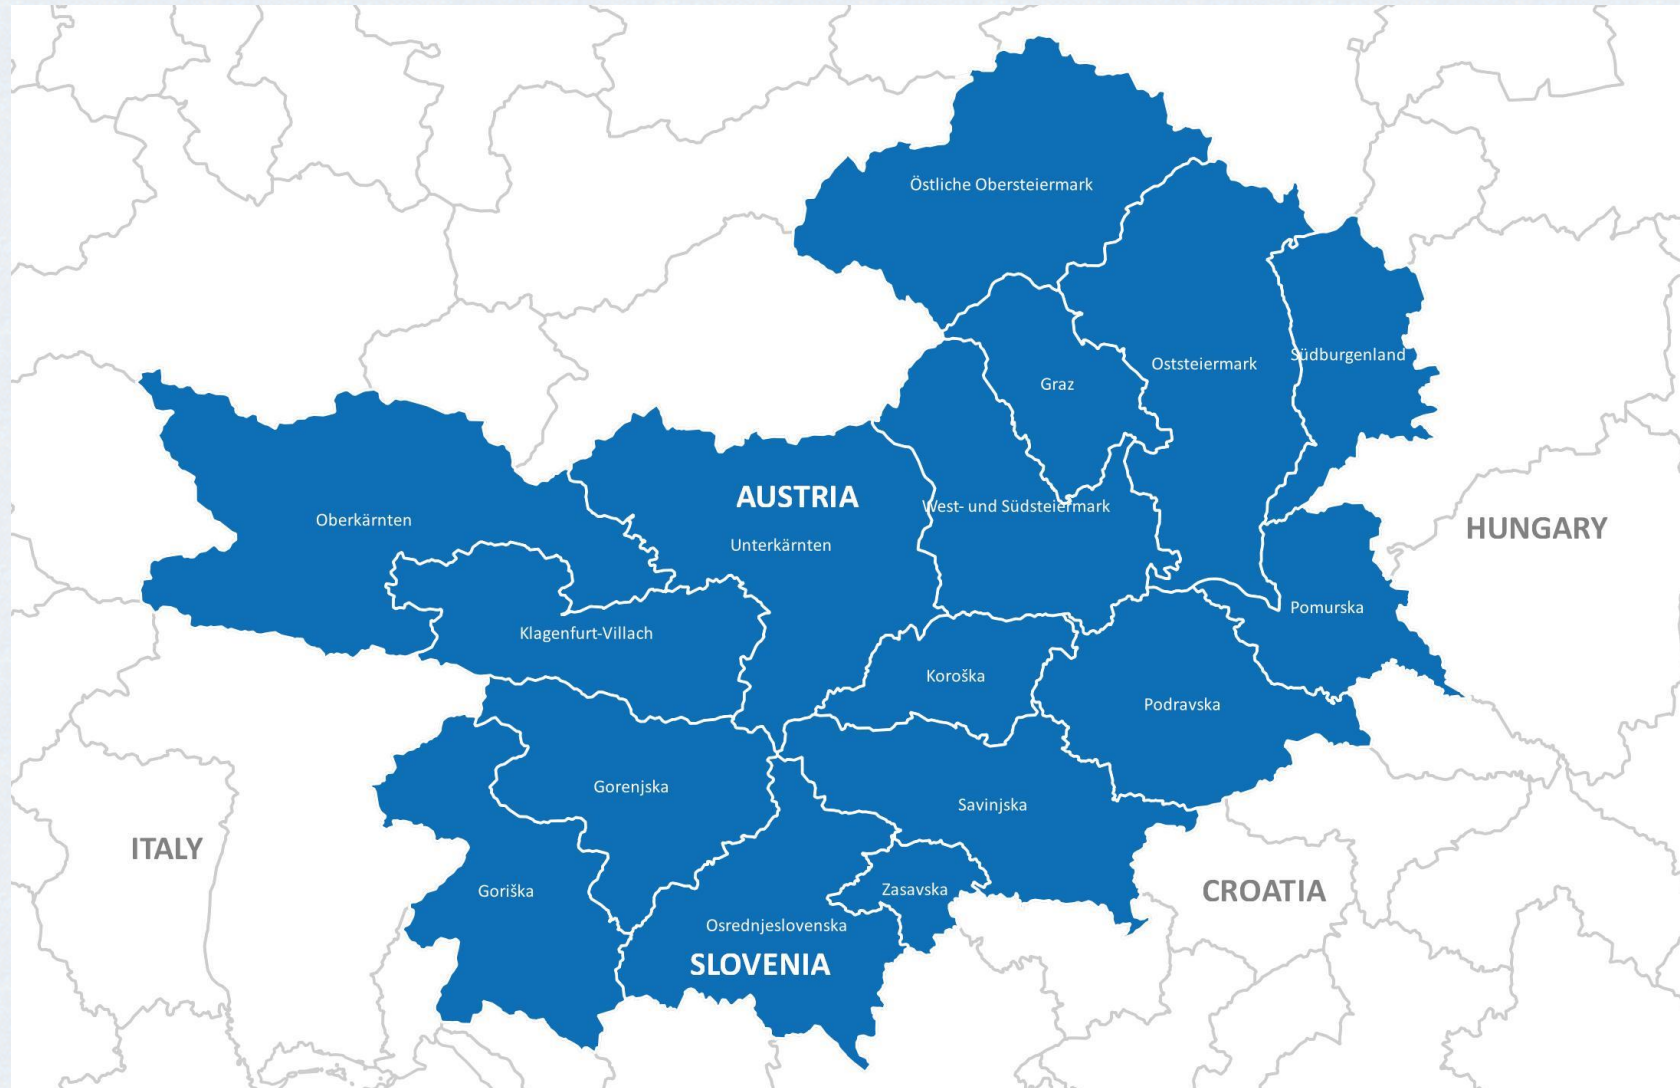 Östliche Obersteiermark
Südburgenland
Oststeiermark
Graz
AUSTRIA
West- und Südsteiermark
Oberkärnten
HUNGARY
Unterkärnten
Pomurska
Klagenfurt-Villach
Koroška
Podravska
Gorenjska
Savinjska
ITALY
Goriška
Zasavska
CROATIA
Osrednjeslovenska
SLOVENIA